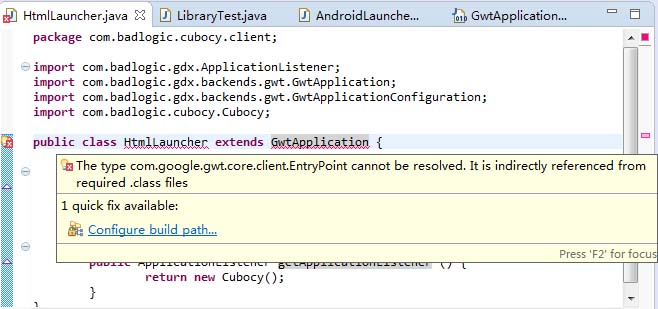 HtmlLauncher.java LibraryTest.java AndroidLaunche... GwtApplication...
package com.badlogic.cubocy.client;
import com.badlogic.gdx.ApplicationListener;
import com.badlogic.gdx.backends.gwt.GwtApplication;
import com.badlogic.gdx.backends.gwt.GwtApplicationConfiguration;
import com.badlogic.cubocy.Cubocy;
public class HtmlLauncher extends GwtApplication {
The type com.google.gwt.core.client.EntryPoint cannot be resolved. It is indirectly referenced from
required .class files
1 quick fix available:
Configure build path...
Press 'F2' for focus
public ApplicationListener getApplicationListener () {
return new Cubocy();
}
}